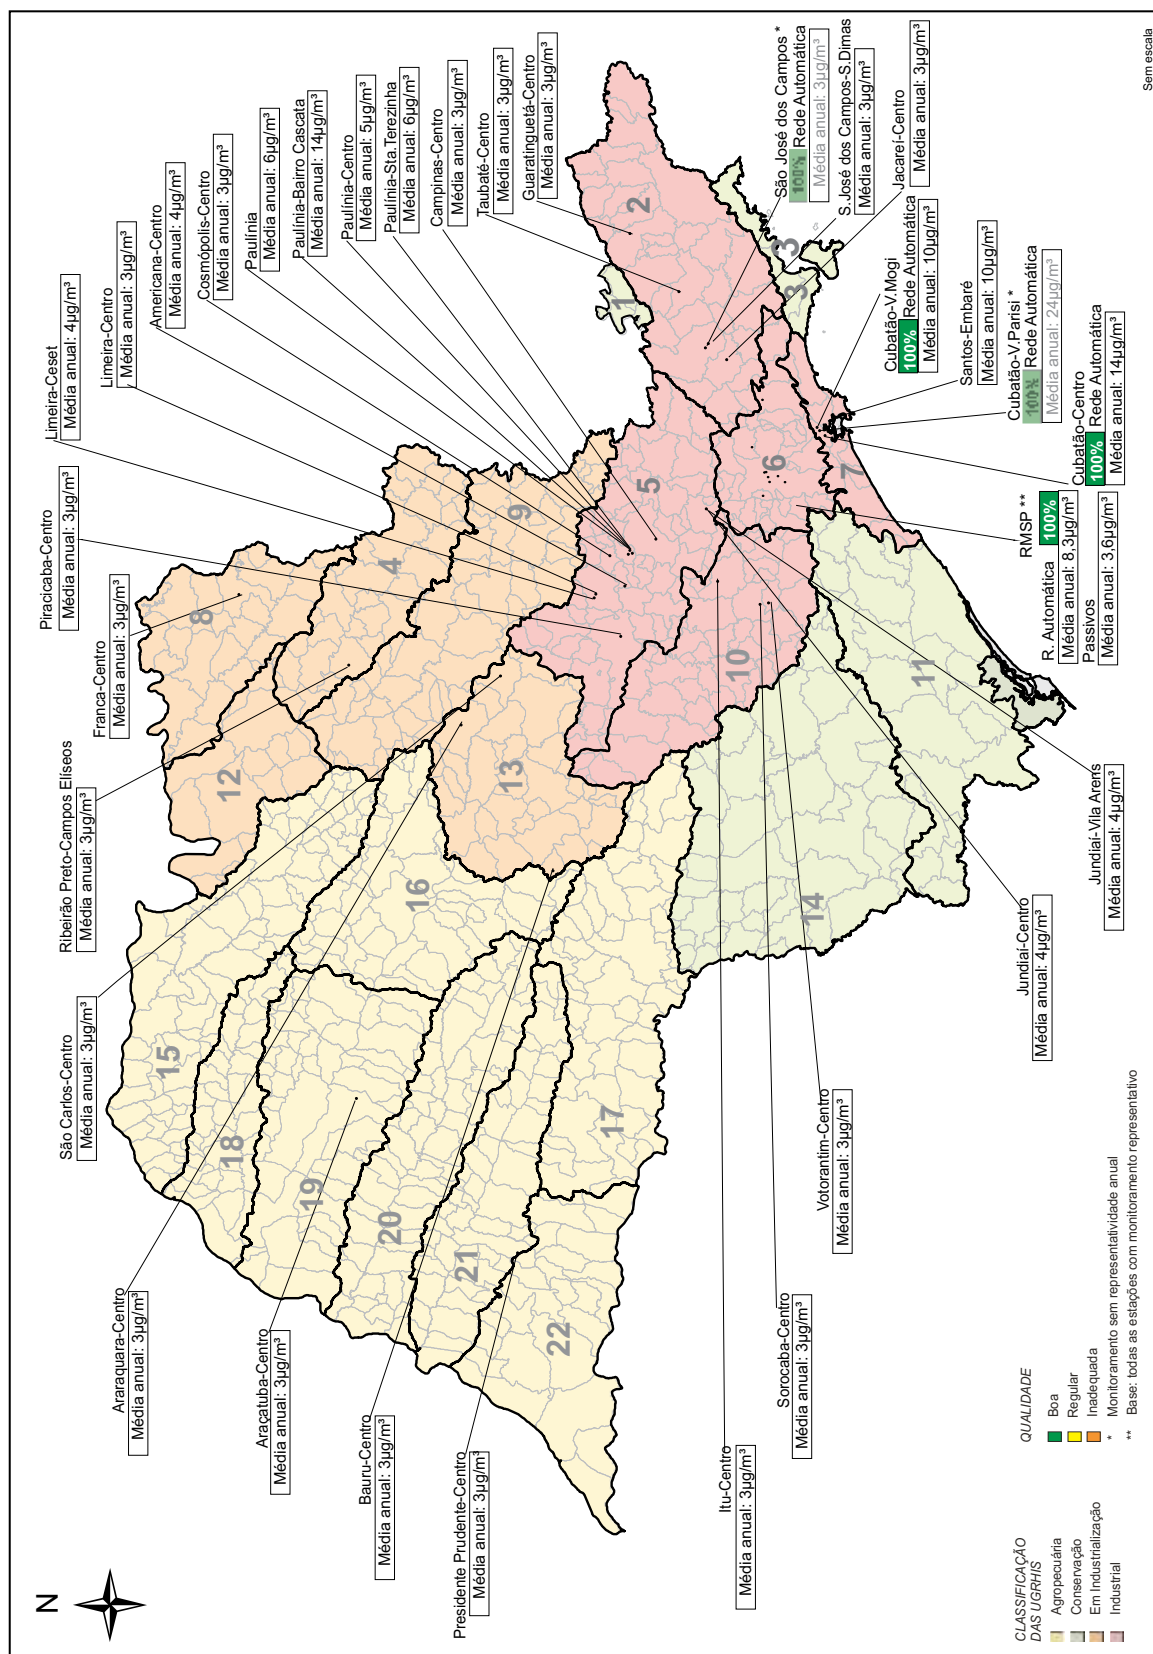 N
Piracicaba-Centro
Média anual: 3µg/m³
Limeira-Ceset
Média anual: 4µg/m³
Limeira-Centro
Média anual: 3µg/m³
Americana-Centro
Média anual: 4µg/m³
Cosmópolis-Centro
Média anual: 3µg/m³
Paulínia
Média anual: 6µg/m³
Paulínia-Bairro Cascata
Média anual: 14µg/m³
Paulínia-Centro
Média anual: 5µg/m³
Paulínia-Sta.Terezinha
Média anual: 6µg/m³
Campinas-Centro
Média anual: 3µg/m³
Taubaté-Centro
Média anual: 3µg/m³
Guaratinguetá-Centro
Média anual: 3µg/m³
São José dos Campos *
100% Rede Automática
Média anual: 3µg/m³
S.José dos Campos-S.Dimas
Média anual: 3µg/m³
Jacareí-Centro
Média anual: 3µg/m³
Cubatão-V.Mogi
100% Rede Automática
Média anual: 10µg/m³
Santos-Embaré
Média anual: 10µg/m³
Cubatão-V.Parisi *
100% Rede Automática
Média anual: 24µg/m³
Cubatão-Centro
100% Rede Automática
Média anual: 14µg/m³
RMSP **
R. Automática 100%
Média anual: 8,3µg/m³
Passivos
Média anual: 3,6µg/m³
Franca-Centro
Média anual: 3µg/m³
Ribeirão Preto-Campos Elíseos
Média anual: 3µg/m³
São Carlos-Centro
Média anual: 3µg/m³
Araraquara-Centro
Média anual: 3µg/m³
Araçatuba-Centro
Média anual: 3µg/m³
Bauru-Centro
Média anual: 3µg/m³
Presidente Prudente-Centro
Média anual: 3µg/m³
Itu-Centro
Média anual: 3µg/m³
Sorocaba-Centro
Média anual: 3µg/m³
Votorantim-Centro
Média anual: 3µg/m³
Jundiaí-Centro
Média anual: 4µg/m³
Jundiaí-Vila Arens
Média anual: 4µg/m³
1
2
3
3
4
5
6
7
8
9
10
11
12
13
14
15
16
17
18
19
20
21
22
CLASSIFICAÇÃO
DAS UGRHIS
Agropecuária
Conservação
Em Industrialização
Industrial
QUALIDADE
Boa
Regular
Inadequada
* Monitoramento sem representatividade anual
** Base: todas as estações com monitoramento representativo
Sem escala